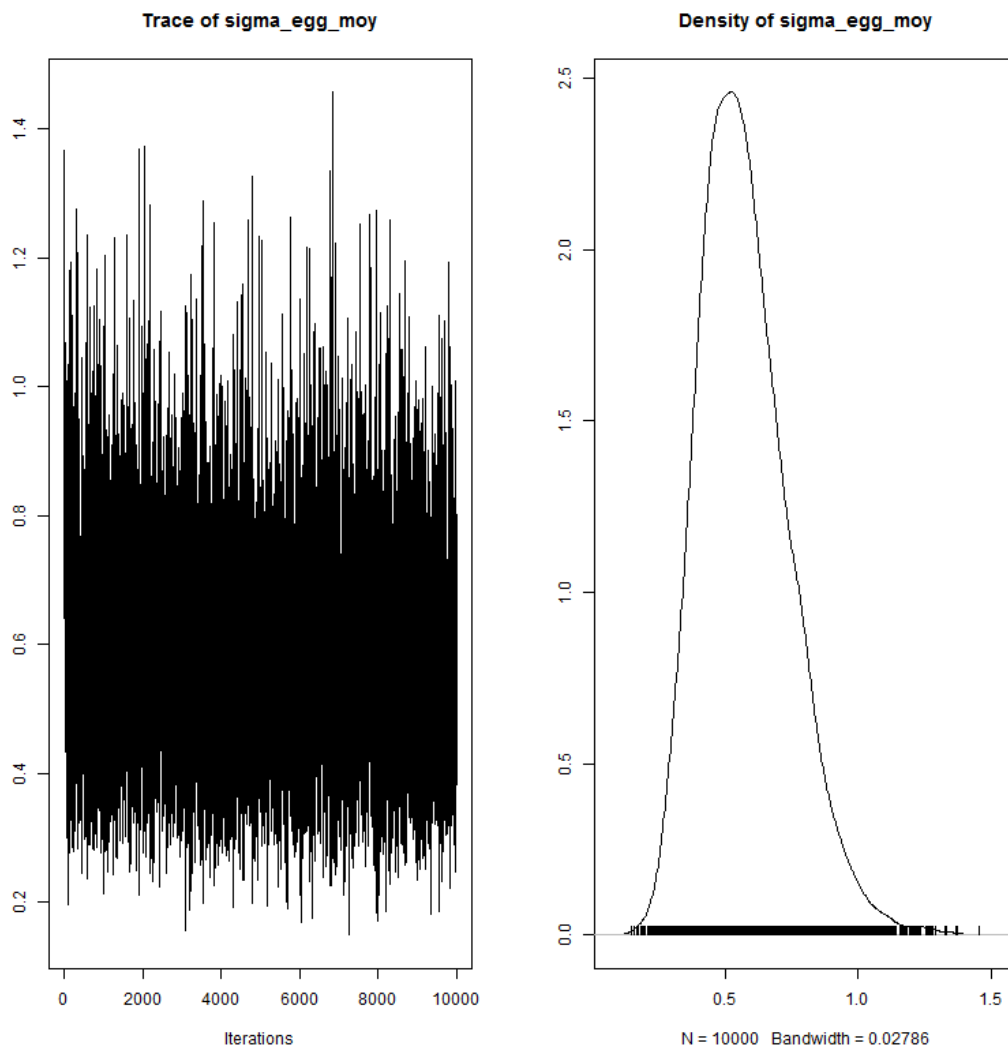 Trace of sigma_egg_moy
1.4
1.2
1.0
0.8
0.6
0.4
0.2
0 2000 4000 6000 8000 10000
Iterations
Density of sigma_egg_moy
2.5
2.0
1.5
1.0
0.5
0.0
0.5 1.0 1.5
N = 10000 Bandwidth = 0.02786